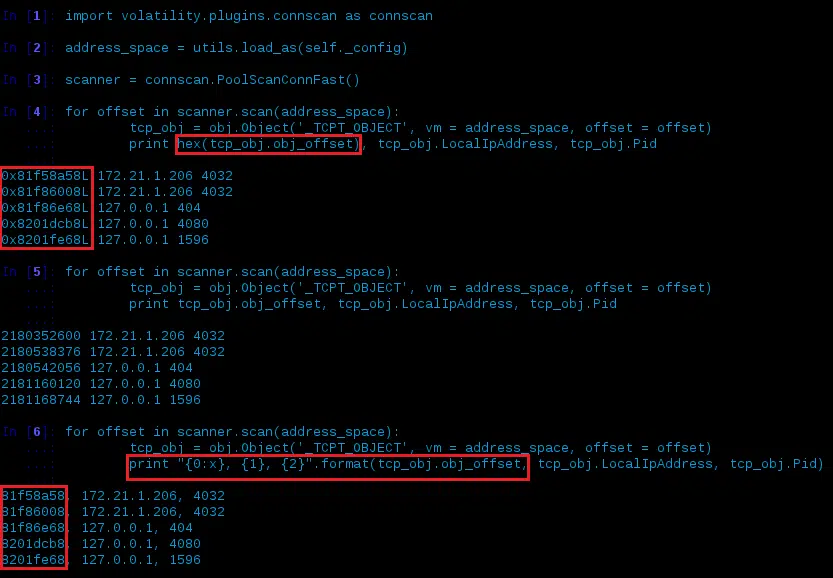 In [1]: import volatility.plugins.connscan as connscan
In [2]: address_space = utils.load_as(self._config)
In [3]: scanner = connscan.PoolScanConnFast()
In [4]: for offset in scanner.scan(address_space):
   ...:         tcp_obj = obj.Object('_TCPT_OBJECT', vm = address_space, offset = offset)
   ...:         print hex(tcp_obj.obj_offset), tcp_obj.LocalIpAddress, tcp_obj.Pid
   ...:
0x81f58a58L 172.21.1.206 4032
0x81f86008L 172.21.1.206 4032
0x81f86e68L 127.0.0.1 404
0x8201dcb8L 127.0.0.1 4080
0x8201fe68L 127.0.0.1 1596
In [5]: for offset in scanner.scan(address_space):
   ...:         tcp_obj = obj.Object('_TCPT_OBJECT', vm = address_space, offset = offset)
   ...:         print tcp_obj.obj_offset, tcp_obj.LocalIpAddress, tcp_obj.Pid
   ...:
2180352600 172.21.1.206 4032
2180538376 172.21.1.206 4032
2180542056 127.0.0.1 404
2181160120 127.0.0.1 4080
2181168744 127.0.0.1 1596
In [6]: for offset in scanner.scan(address_space):
   ...:         tcp_obj = obj.Object('_TCPT_OBJECT', vm = address_space, offset = offset)
   ...:         print "{0:x}, {1}, {2}".format(tcp_obj.obj_offset, tcp_obj.LocalIpAddress, tcp_obj.Pid)
   ...:
81f58a58, 172.21.1.206, 4032
81f86008, 172.21.1.206, 4032
81f86e68, 127.0.0.1, 404
8201dcb8, 127.0.0.1, 4080
8201fe68, 127.0.0.1, 1596